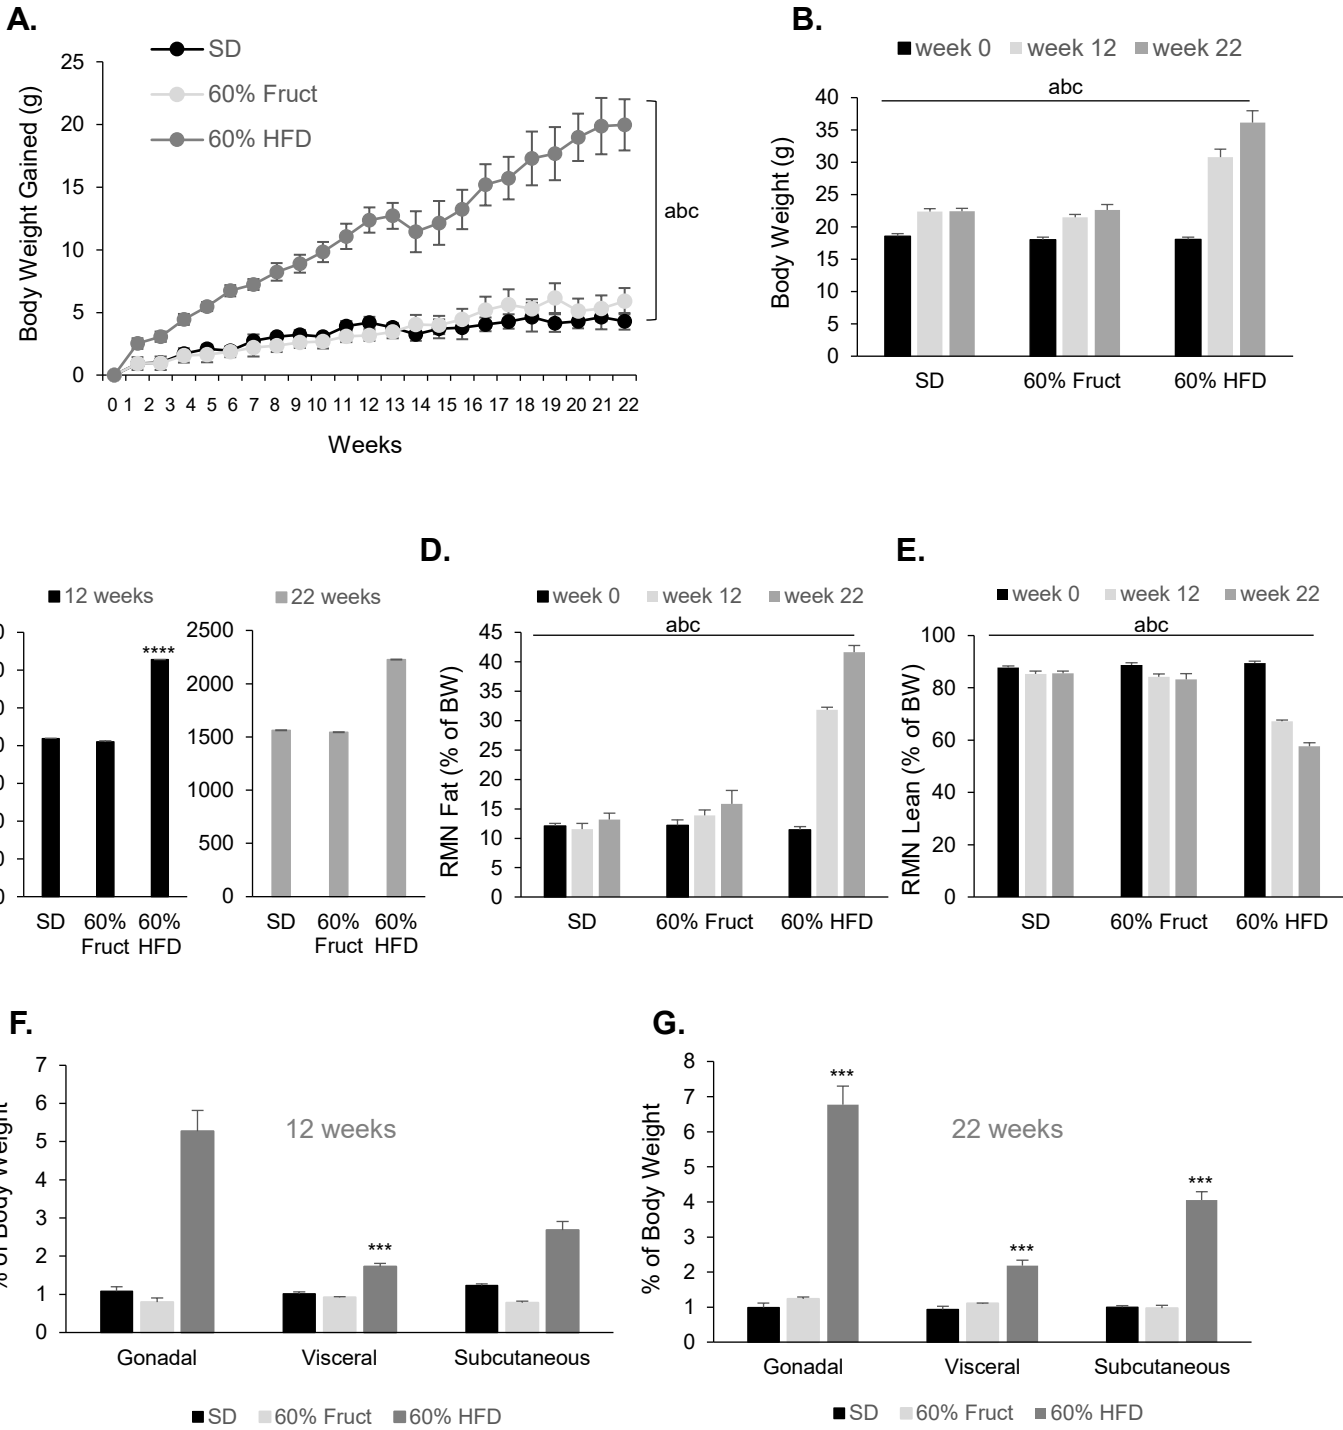 A.
SD
60% Fruct
60% HFD
25
20
15
10
5
0
Body Weight Gained (g)
0 1 2 3 4 5 6 7 8 9 10 11 12 13 14 15 16 17 18 19 20 21 22
Weeks
abc
B.
week 0 week 12 week 22
abc
40
35
30
25
20
15
10
5
0
Body Weight (g)
SD 60% Fruct 60% HFD
12 weeks
****
0
0
SD 60% Fruct 60% HFD
22 weeks
2500
2000
1500
1000
500
0
SD 60% Fruct 60% HFD
D.
week 0 week 12 week 22
abc
45
40
35
30
25
20
15
10
5
0
RMN Fat (% of BW)
SD 60% Fruct 60% HFD
E.
week 0 week 12 week 22
abc
100
80
60
40
20
0
RMN Lean (% of BW)
SD 60% Fruct 60% HFD
F.
7
6
5
4
3
2
1
0
% of Body Weight
12 weeks
***
Gonadal Visceral Subcutaneous
SD 60% Fruct 60% HFD
G.
8
7
6
5
4
3
2
1
0
% of Body Weight
22 weeks
***
***
***
Gonadal Visceral Subcutaneous
SD 60% Fruct 60% HFD